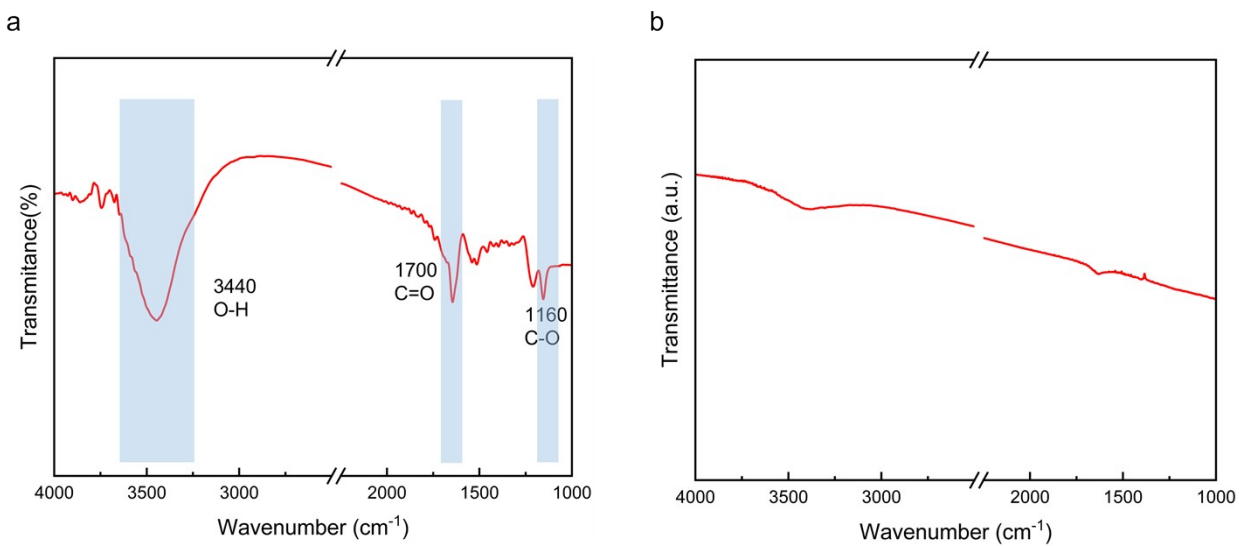 a
Transmitance(%)
3440
O-H
1700
C=O
1160
C-O
4000 3500 3000 2000 1500 1000
Wavenumber (cm⁻¹)
b
Transmittance (a.u.)
4000 3500 3000 2000 1500 1000
Wavenumber (cm⁻¹)